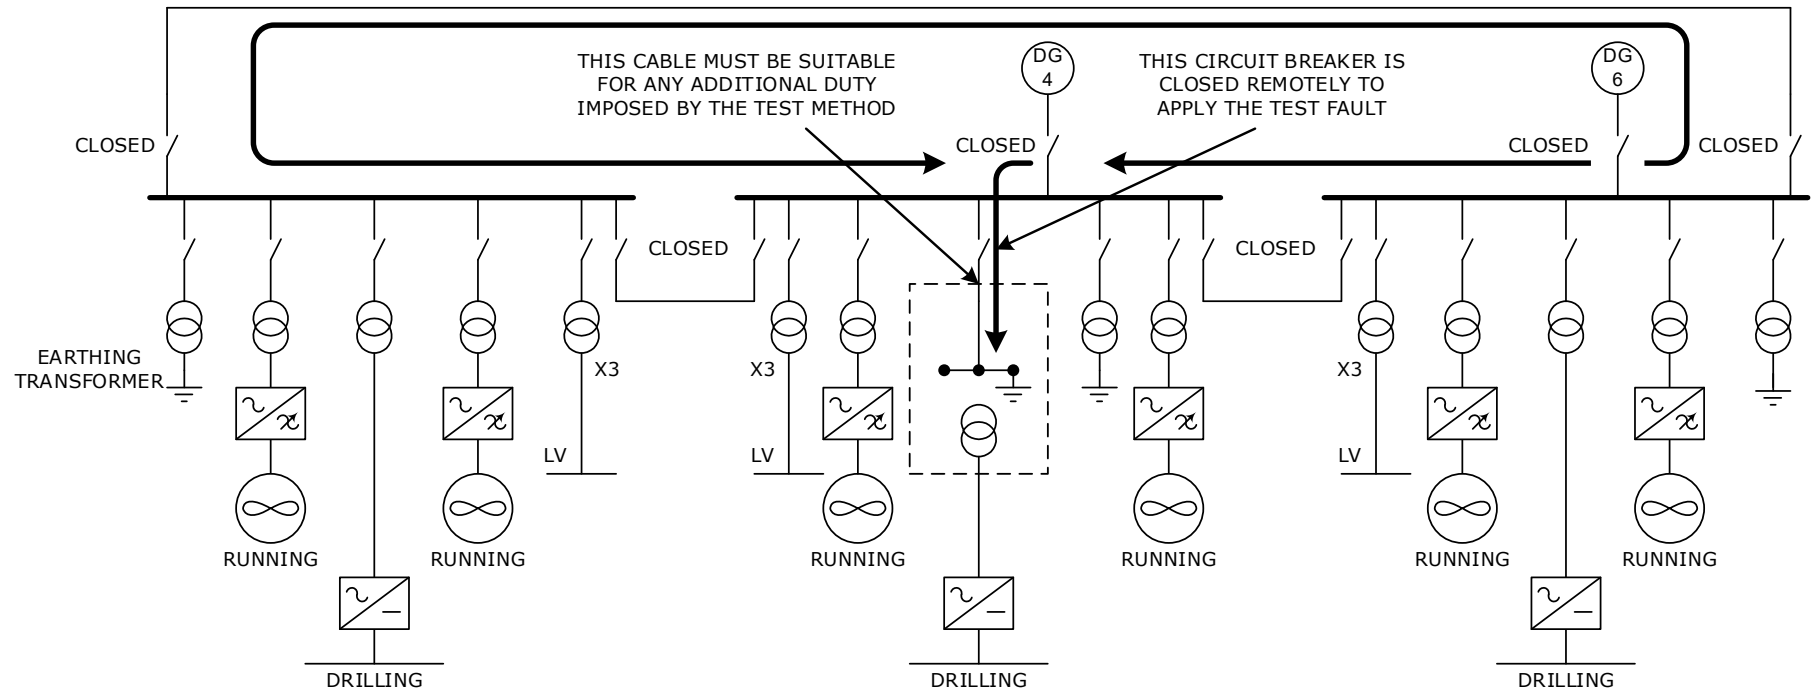 THIS CABLE MUST BE SUITABLE
FOR ANY ADDITIONAL DUTY
IMPOSED BY THE TEST METHOD
DG
4
THIS CIRCUIT BREAKER IS
CLOSED REMOTELY TO
APPLY THE TEST FAULT
DG
6
CLOSED
CLOSED
CLOSED
CLOSED
CLOSED
CLOSED
EARTHING
TRANSFORMER
X3
X3
X3
LV
LV
LV
RUNNING
RUNNING
RUNNING
RUNNING
RUNNING
RUNNING
DRILLING
DRILLING
DRILLING